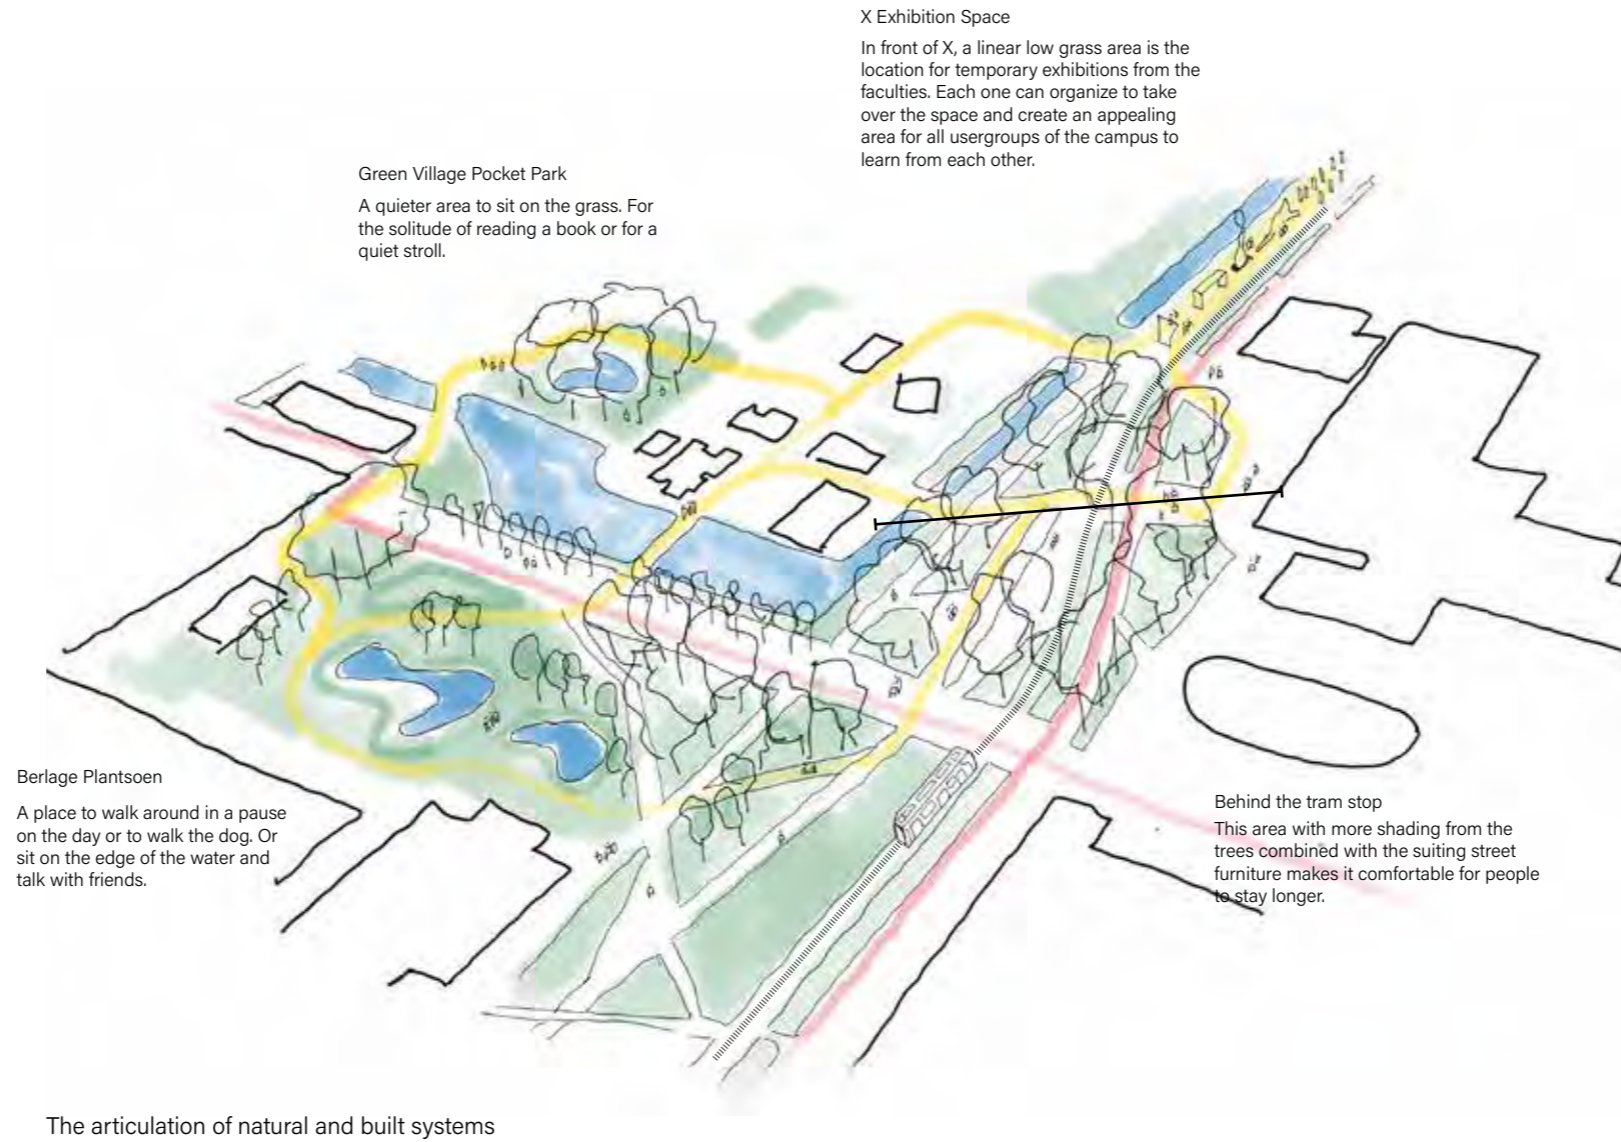 X Exhibition Space
In front of X, a linear low grass area is the
location for temporary exhibitions from the
faculties. Each one can organize to take
over the space and create an appealing
area for all usergroups of the campus to
learn from each other.
Green Village Pocket Park
A quieter area to sit on the grass. For
the solitude of reading a book or for a
quiet stroll.
Berlage Plantsoen
A place to walk around in a pause
on the day or to walk the dog. Or
sit on the edge of the water and
talk with friends.
Behind the tram stop
This area with more shading from the
trees combined with the suiting street
furniture makes it comfortable for people
to stay longer.
The articulation of natural and built systems